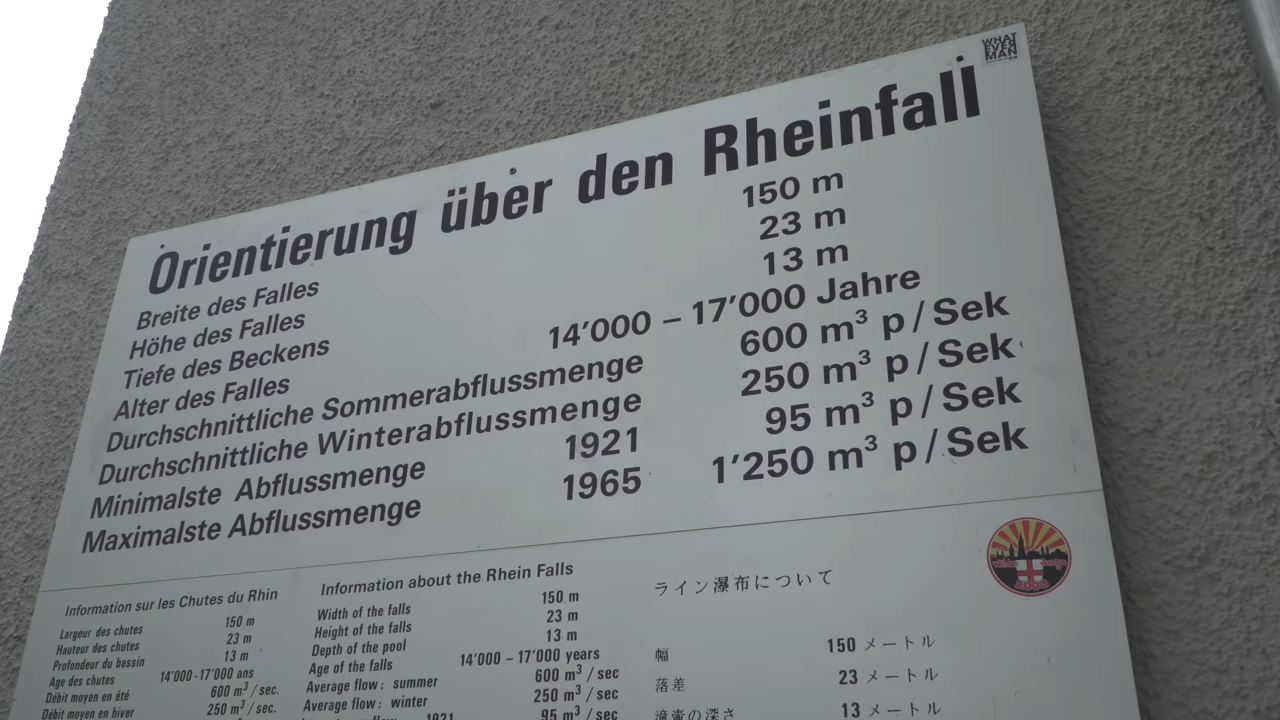 WHAT
EVER
MAN
Orientierung über den Rheinfall
Breite des Falles 150 m
Höhe des Falles 23 m
Tiefe des Beckens 13 m
Alter des Falles 14’000 – 17’000 Jahre
Durchschnittliche Sommerabflussmenge 600 m³ p/Sek
Durchschnittliche Winterabflussmenge 250 m³ p/Sek
Minimalste Abflussmenge 1921 95 m³ p/Sek
Maximalste Abflussmenge 1965 1’250 m³ p/Sek
Information sur les Chutes du Rhin
Largeur des chutes 150 m
Hauteur des chutes 23 m
Profondeur du bassin 13 m
Age des chutes 14’000-17’000 ans
Débit moyen en été 600 m³/sec.
Débit moyen en hiver 250 m³/sec.
Information about the Rhein Falls
Width of the falls 150 m
Height of the falls 23 m
Depth of the pool 13 m
Age of the falls 14’000 – 17’000 years
Average flow: summer 600 m³/sec
Average flow: winter 250 m³/sec
1921 95 m³/sec
ライン瀑布について
幅 150 メートル
落差 23 メートル
滝壷の深さ 13 メートル